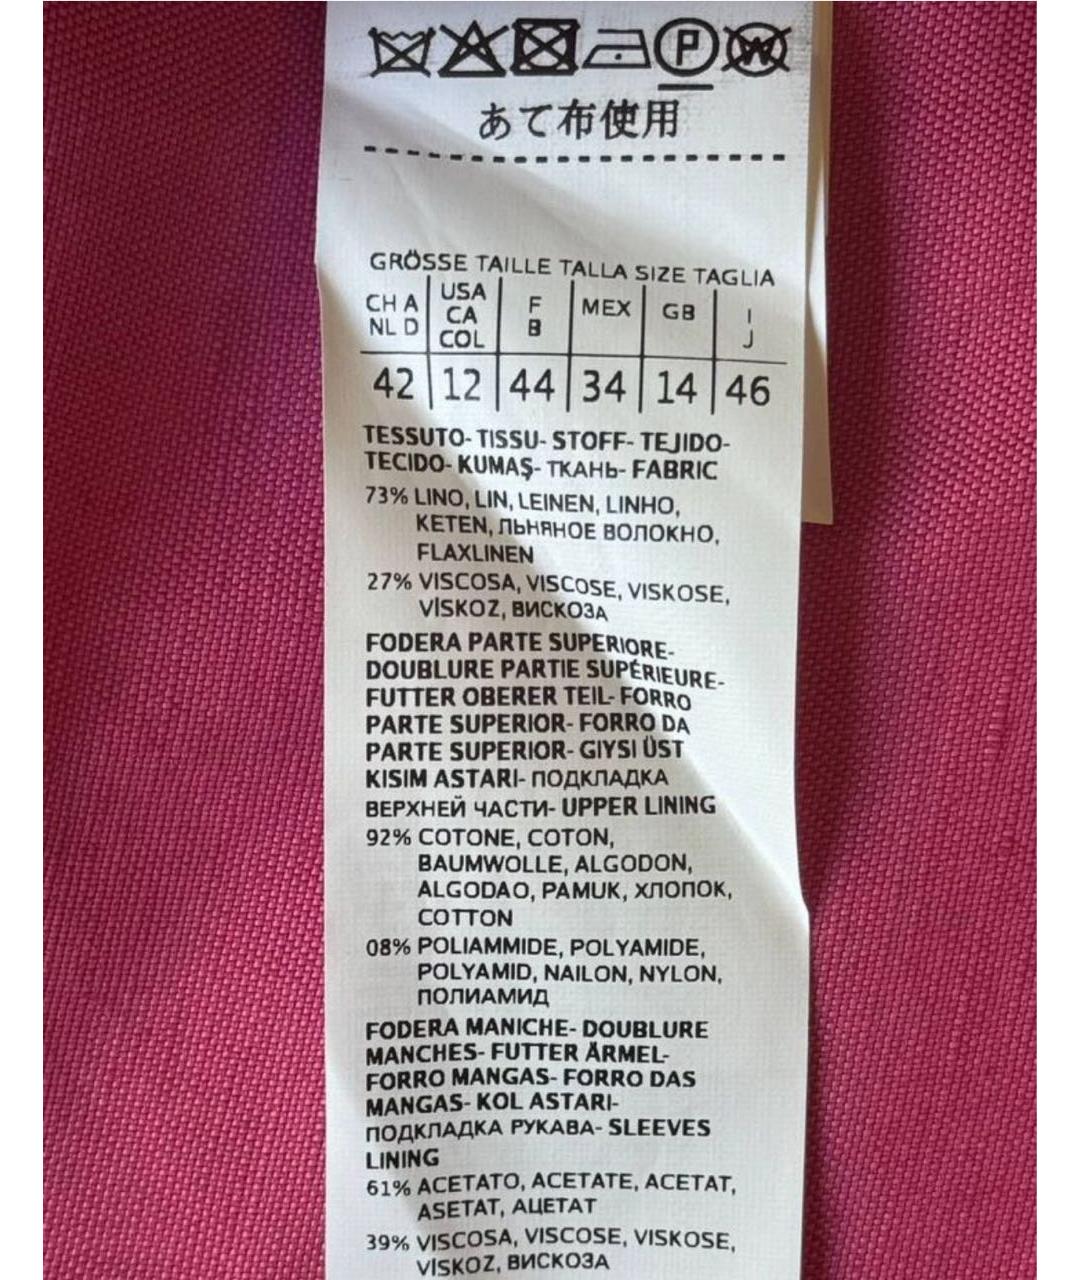 P W
あて布使用
GRÖSSE TAILLE TALLA SIZE TAGLIA
CH A NL D USA CA COL F B MEX GB I J
42 12 44 34 14 46
TESSUTO- TISSU- STOFF- TEJIDO-
TECIDO- KUMAŞ- ТКАНЬ- FABRIC
73% LINO, LIN, LEINEN, LINHO,
KETEN, ЛЬНЯНОЕ ВОЛОКНО,
FLAXLINEN
27% VISCOSA, VISCOSE, VISKOSE,
VİSKOZ, ВИСКОЗА
FODERA PARTE SUPERIORE-
DOUBLURE PARTIE SUPÉRIEURE-
FUTTER OBERER TEIL- FORRO
PARTE SUPERIOR- FORRO DA
PARTE SUPERIOR- GIYSI ÜST
KISIM ASTARI- ПОДКЛАДКА
ВЕРХНЕЙ ЧАСТИ- UPPER LINING
92% COTONE, COTON,
BAUMWOLLE, ALGODON,
ALGODAO, PAMUK, ХЛОПОК,
COTTON
08% POLIAMMIDE, POLYAMIDE,
POLYAMID, NAILON, NYLON,
ПОЛИАМИД
FODERA MANICHE- DOUBLURE
MANCHES- FUTTER ÄRMEL-
FORRO MANGAS- FORRO DAS
MANGAS- KOL ASTARI-
ПОДКЛАДКА РУКАВА- SLEEVES
LINING
61% ACETATO, ACETATE, ACETAT,
ASETAT, АЦЕТАТ
39% VISCOSA, VISCOSE, VISKOSE,
VİSKOZ, ВИСКОЗА